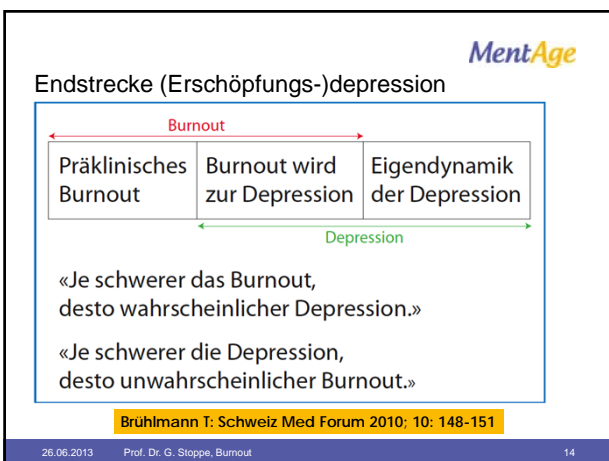 MentAge
Endstrecke (Erschöpfungs-)depression
Burnout
Präklinisches Burnout
Burnout wird zur Depression
Eigendynamik der Depression
Depression
«Je schwerer das Burnout,
desto wahrscheinlicher Depression.»
«Je schwerer die Depression,
desto unwahrscheinlicher Burnout.»
Brühlmann T: Schweiz Med Forum 2010; 10: 148-151
26.06.2013 Prof. Dr. G. Stoppe, Burnout 14